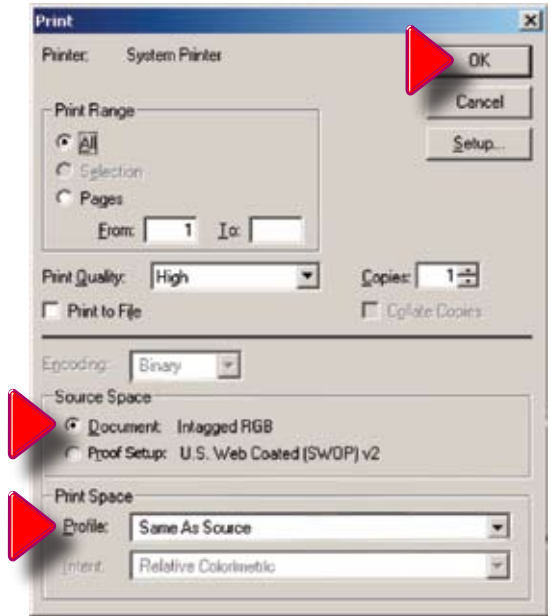 Print
Printer: System Printer
OK
Cancel
Setup...
Print Range
All
Selection
Pages
From: 1 To:
Print Quality: High
Copies: 1
Print to File
Collate Copies
Encoding: Binary
Source Space
Document: Intagged RGB
Proof Setup: U.S. Web Coated (SWOP) v2
Print Space
Profile: Same As Source
Intent: Relative Colorimetric